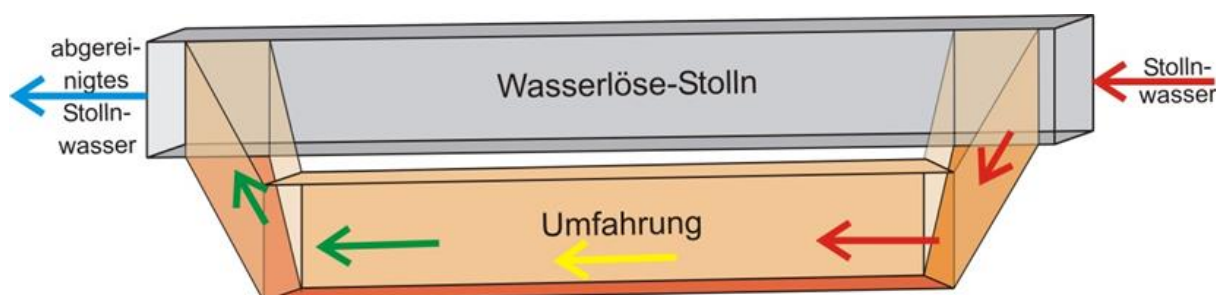 abgerei-
nigtes
Stolln-
wasser
Wasserlöse-Stolln
Stolln-
wasser
Umfahrung